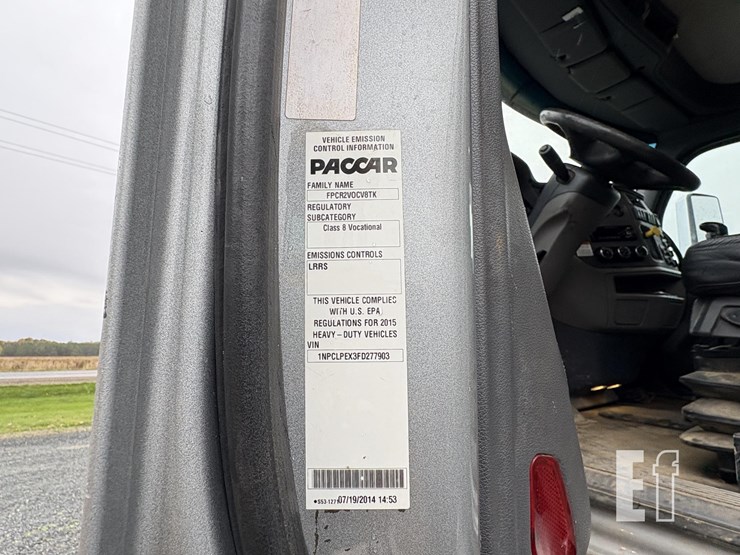 VEHICLE EMISSION
CONTROL INFORMATION
PACCAR
FAMILY NAME
FPCR2VOCV8TK
REGULATORY
SUBCATEGORY
Class 8 Vocational
EMISSIONS CONTROLS
LRRS
THIS VEHICLE COMPLIES
WITH U.S. EPA
REGULATIONS FOR 2015
HEAVY-DUTY VEHICLES
VIN
1NPCLPEX3FD277903
07/19/2014 14:53
Ef